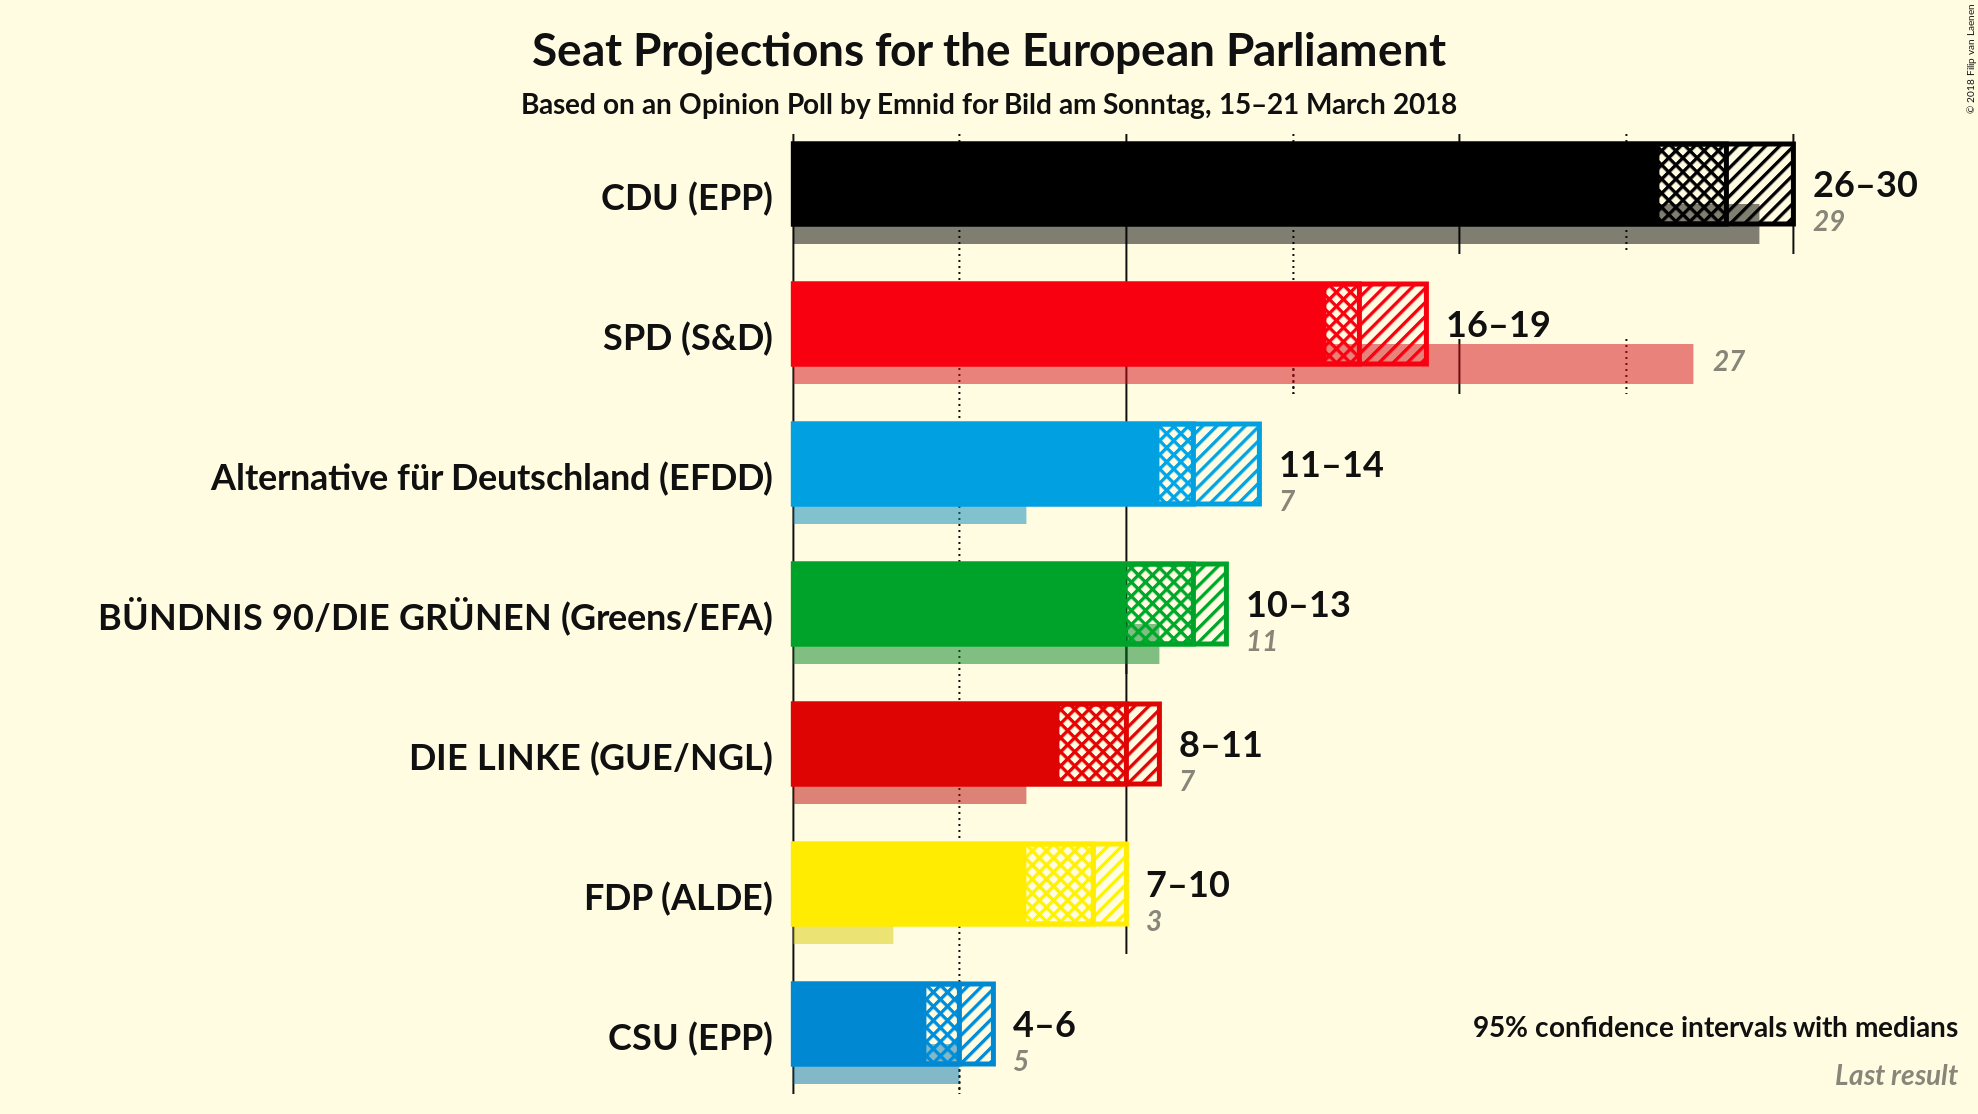 Seat Projections for the European Parliament
Based on an Opinion Poll by Emnid for Bild am Sonntag, 15–21 March 2018
© 2018 Filip van Laenen
CDU (EPP)
26–30
29
SPD (S&D)
16–19
27
Alternative für Deutschland (EFDD)
11–14
7
BÜNDNIS 90/DIE GRÜNEN (Greens/EFA)
10–13
11
DIE LINKE (GUE/NGL)
8–11
7
FDP (ALDE)
7–10
3
CSU (EPP)
4–6
5
95% confidence intervals with medians
Last result